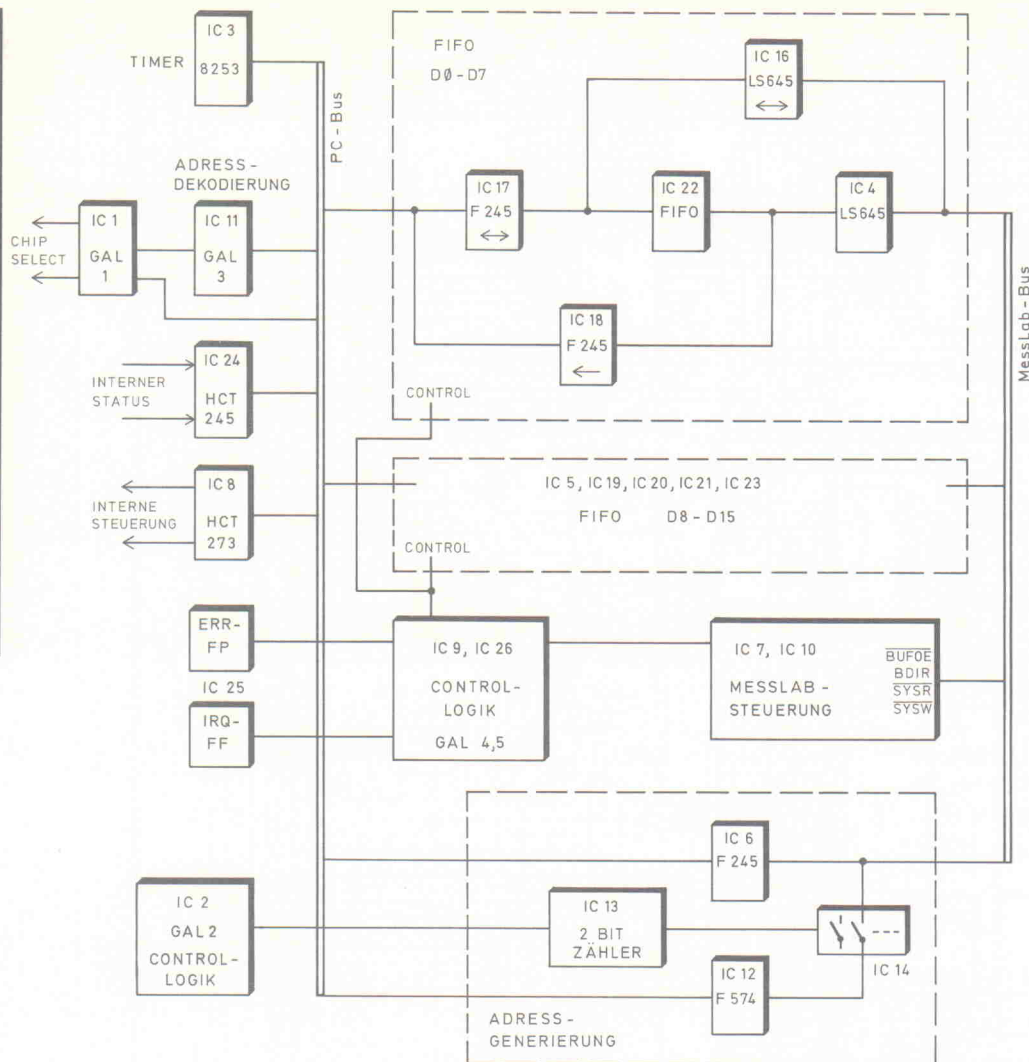 IC 3
TIMER
8253
PC-Bus
ADRESS-
DEKODIERUNG
IC 1
GAL
1
IC 11
GAL
3
CHIP
SELECT
IC 24
HCT
245
INTERNER
STATUS
IC 8
HCT
273
INTERNE
STEUERUNG
FIFO
DØ-D7
IC 16
LS645
IC 17
F 245
IC 22
FIFO
IC 4
LS645
IC 18
F 245
CONTROL
MessLab-Bus
IC 5, IC19, IC 20, IC21, IC 23
FIFO D8-D15
CONTROL
ERR-
FP
IC 25
IRQ-
FF
IC 9, IC 26
CONTROL-
LOGIK
GAL 4,5
IC 7, IC 10
MESSLAB-
STEUERUNG
BUFOE
BDIR
SYSR
SYSW
IC 2
GAL 2
CONTROL-
LOGIK
IC 6
F 245
IC 13
2 BIT
ZÄHLER
IC 14
IC 12
F 574
ADRESS-
GENERIERUNG